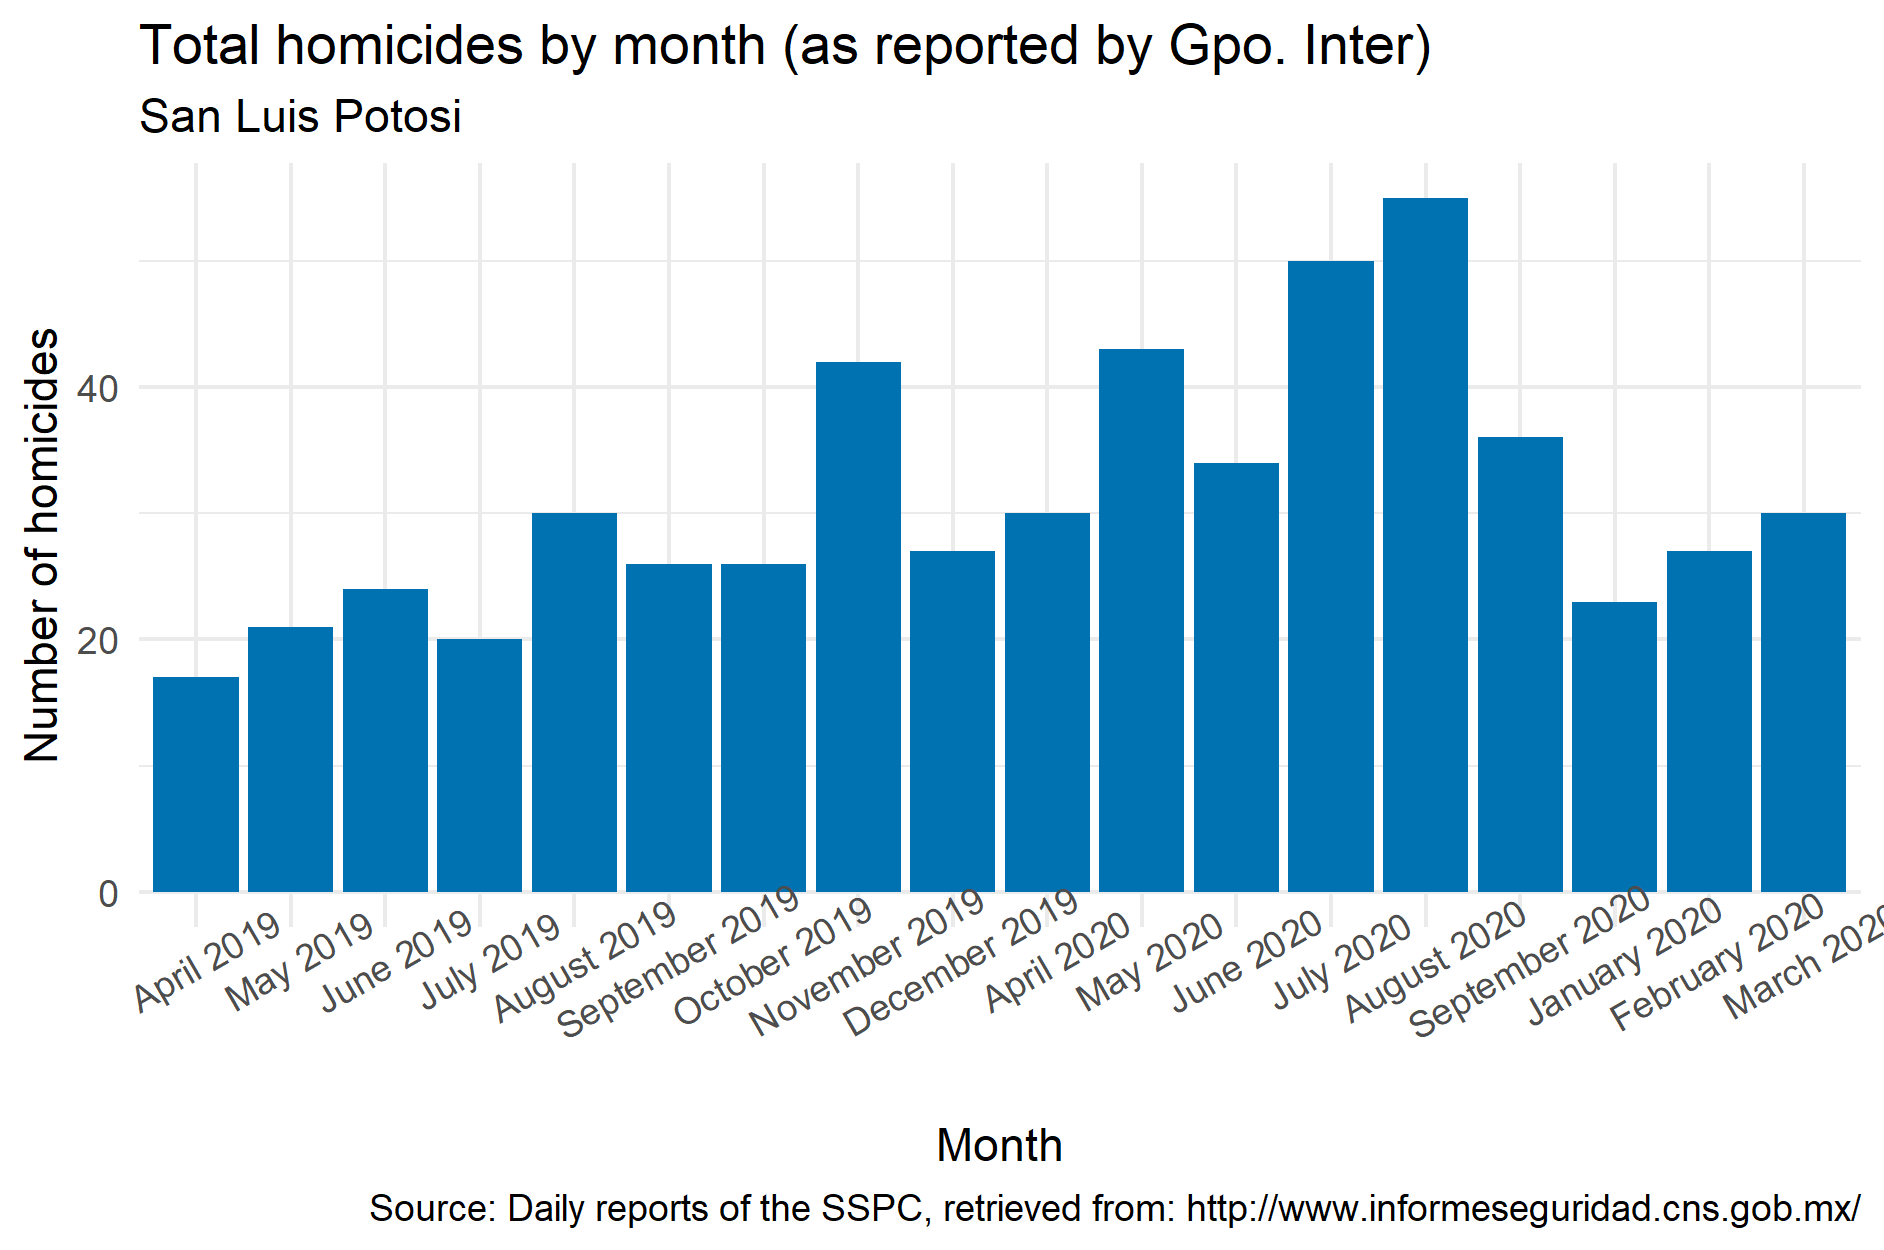 Total homicides by month (as reported by Gpo. Inter)
San Luis Potosi
Number of homicides
40
20
0
April 2019
May 2019
June 2019
July 2019
August 2019
September 2019
October 2019
November 2019
December 2019
April 2020
May 2020
June 2020
July 2020
August 2020
September 2020
January 2020
February 2020
March 2020
Month
Source: Daily reports of the SSPC, retrieved from: http://www.informeseguridad.cns.gob.mx/